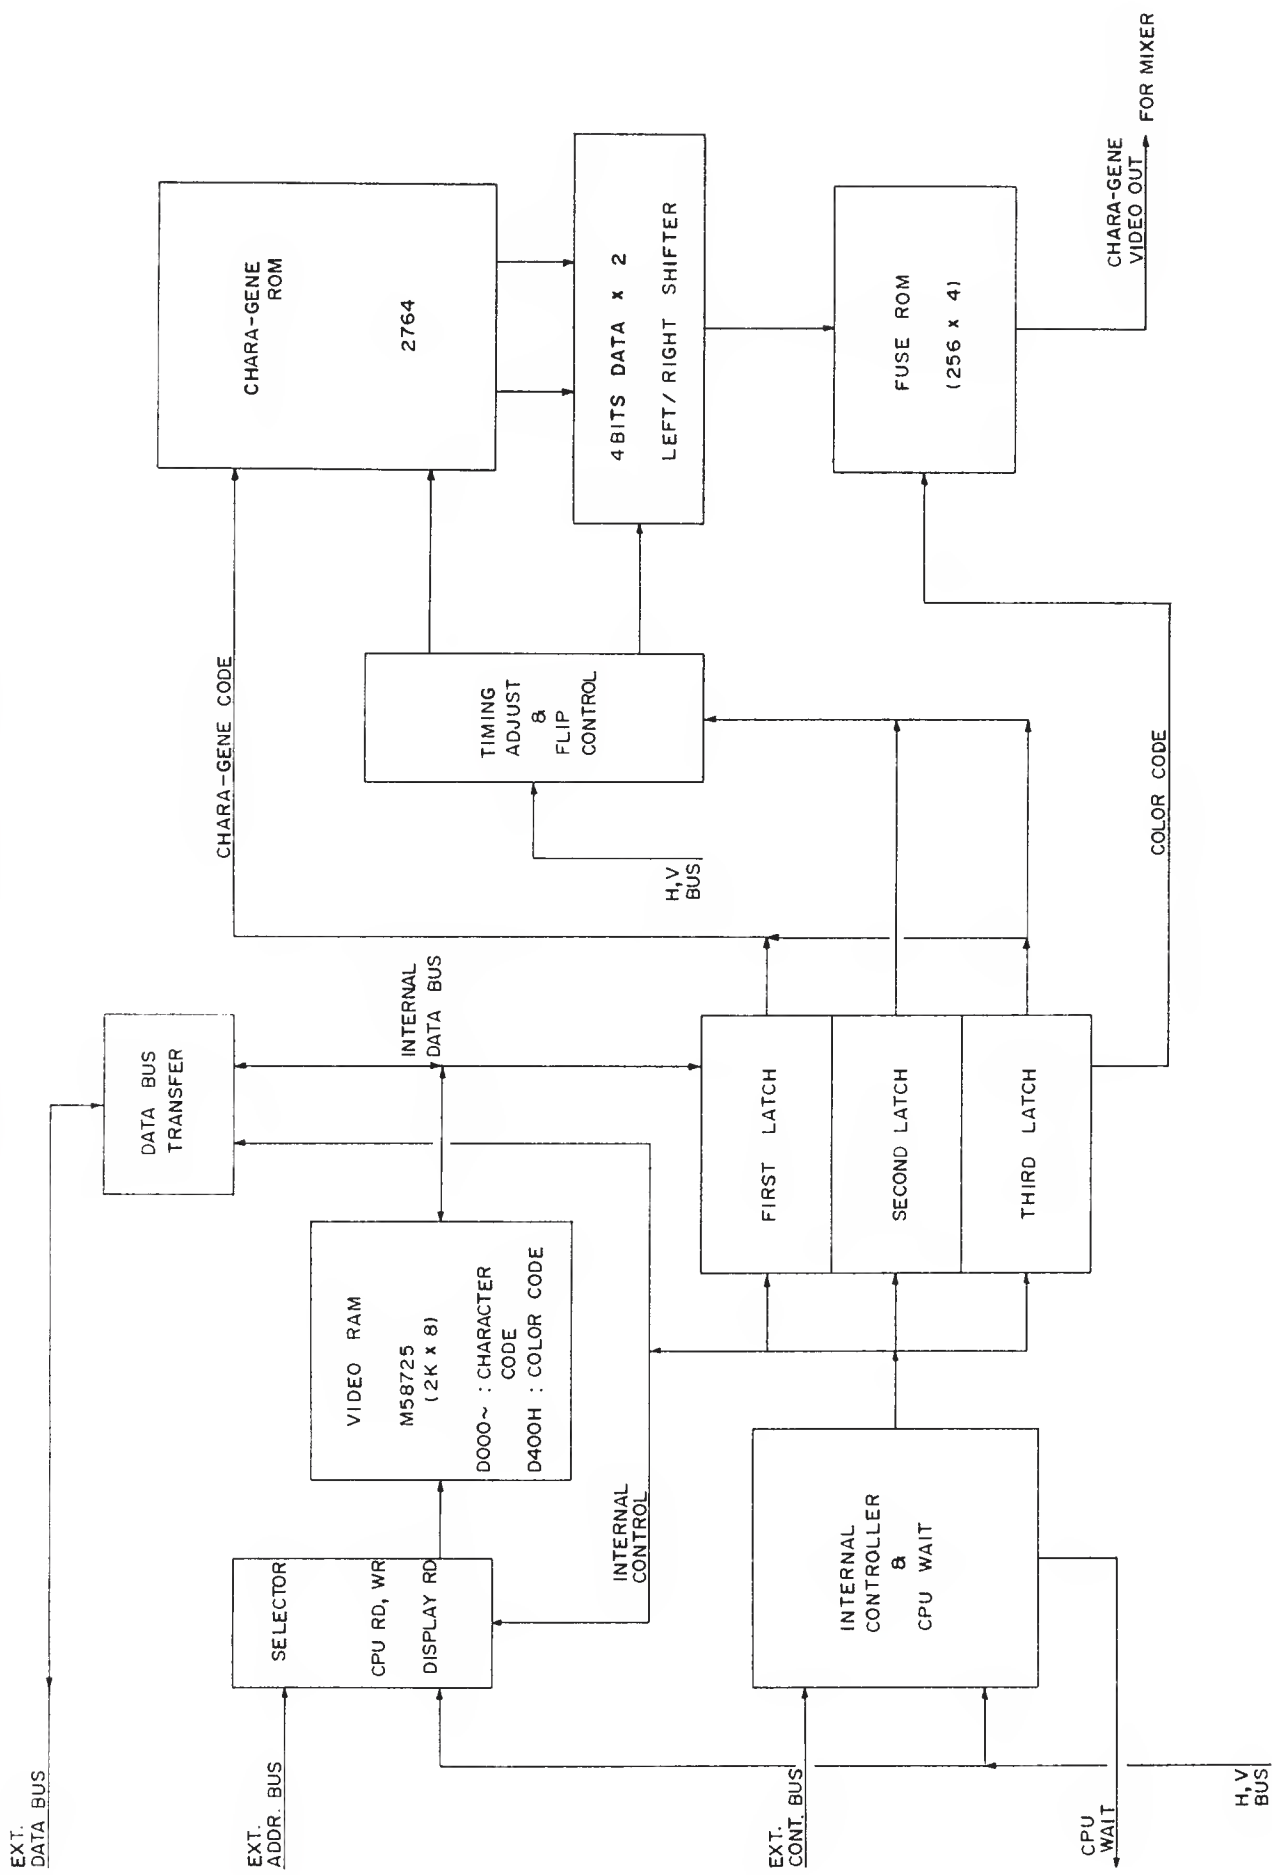 EXT.
DATA BUS
EXT.
ADDR. BUS
EXT.
CONT. BUS
CPU
WAIT
H,V
BUS
SELECTOR
CPU RD, WR
DISPLAY RD
INTERNAL
CONTROL
INTERNAL
CONTROLLER
&
CPU WAIT
VIDEO RAM
M58725
(2K x 8)
D000~ : CHARACTER
CODE
D400H : COLOR CODE
DATA BUS
TRANSFER
INTERNAL
DATA BUS
FIRST LATCH
SECOND LATCH
THIRD LATCH
CHARA-GENE CODE
H,V
BUS
TIMING
ADJUST
&
FLIP
CONTROL
COLOR CODE
CHARA-GENE
ROM
2764
4BITS DATA x 2
LEFT/RIGHT SHIFTER
FUSE ROM
(256 x 4)
CHARA-GENE
VIDEO OUT
FOR MIXER